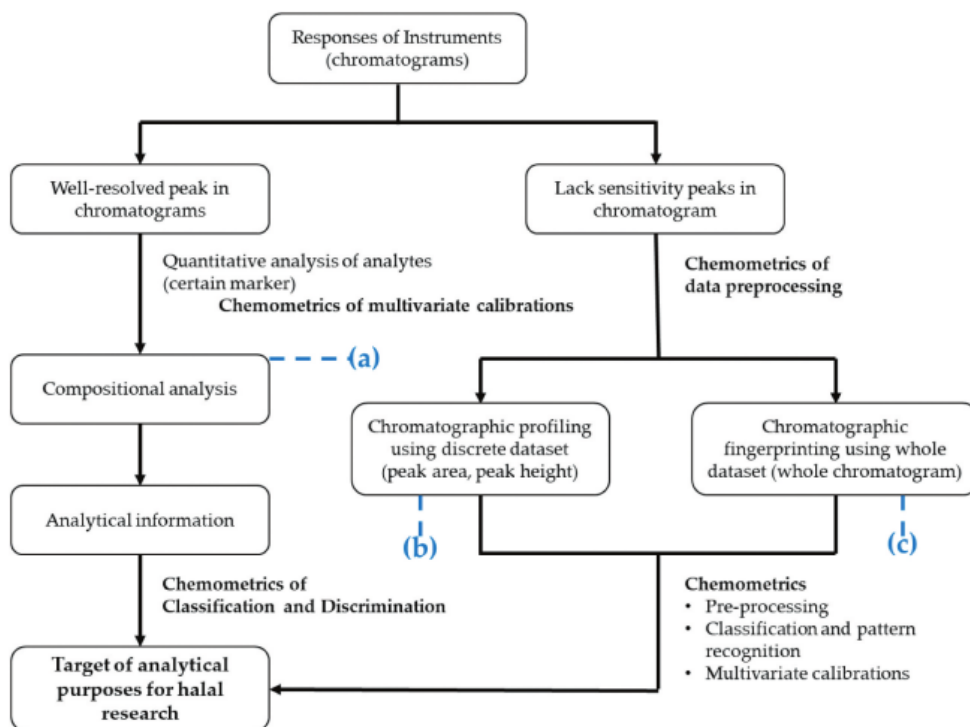 Responses of Instruments
(chromatograms)
Well-resolved peak in
chromatograms
Lack sensitivity peaks in
chromatogram
Quantitative analysis of analytes
(certain marker)
Chemometrics of multivariate calibrations
Chemometrics of
data preprocessing
(a)
Compositional analysis
Chromatographic profiling
using discrete dataset
(peak area, peak height)
Chromatographic
fingerprinting using whole
dataset (whole chromatogram)
Analytical information
(b)
(c)
Chemometrics of
Classification and Discrimination
Chemometrics
• Pre-processing
• Classification and pattern
recognition
• Multivariate calibrations
Target of analytical
purposes for halal
research